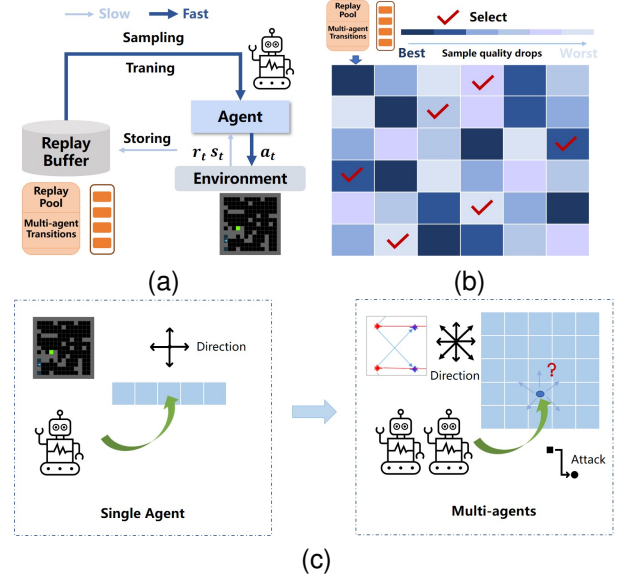 Slow Fast
Sampling
Traning
Agent
Storing
r_t s_t
a_t
Replay
Buffer
Environment
Replay
Pool
Multi-agent
Transitions
(a)
Replay
Pool
Multi-agent
Transitions
Select
Best Sample quality drops Worst
(b)
Direction
Single Agent
Direction
?
Attack
Multi-agents
(c)